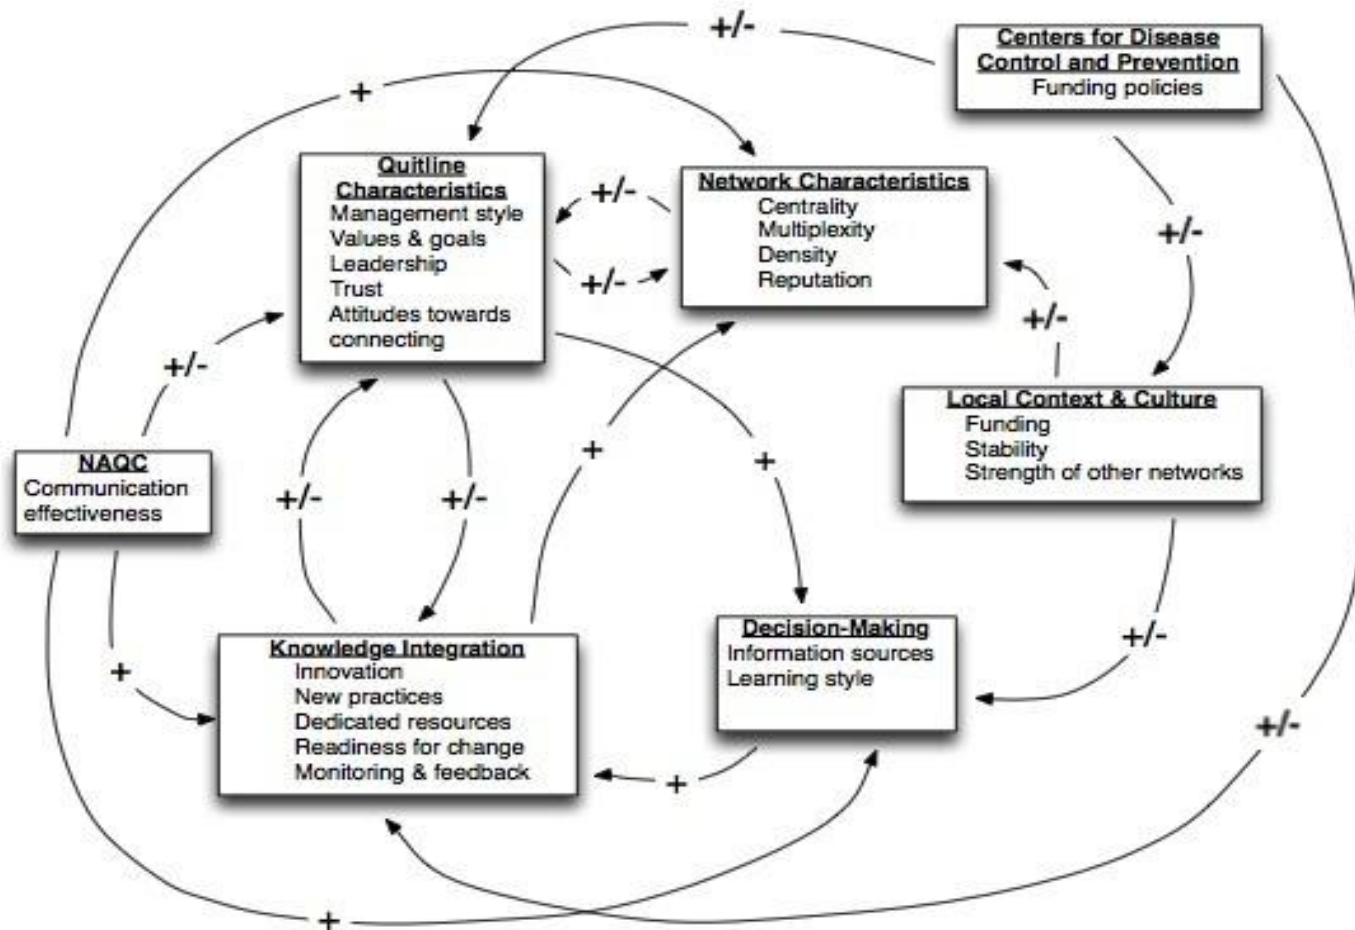 +/-
Centers for Disease
Control and Prevention
Funding policies
+
Quitline
Characteristics
Management style
Values & goals
Leadership
Trust
Attitudes towards
connecting
+/-
+/-
Network Characteristics
Centrality
Multiplexity
Density
Reputation
+/-
+/-
+/-
Local Context & Culture
Funding
Stability
Strength of other networks
NAQC
Communication
effectiveness
+/-
+/-
+
+
+
Knowledge Integration
Innovation
New practices
Dedicated resources
Readiness for change
Monitoring & feedback
Decision-Making
Information sources
Learning style
+/-
+/-
+
+